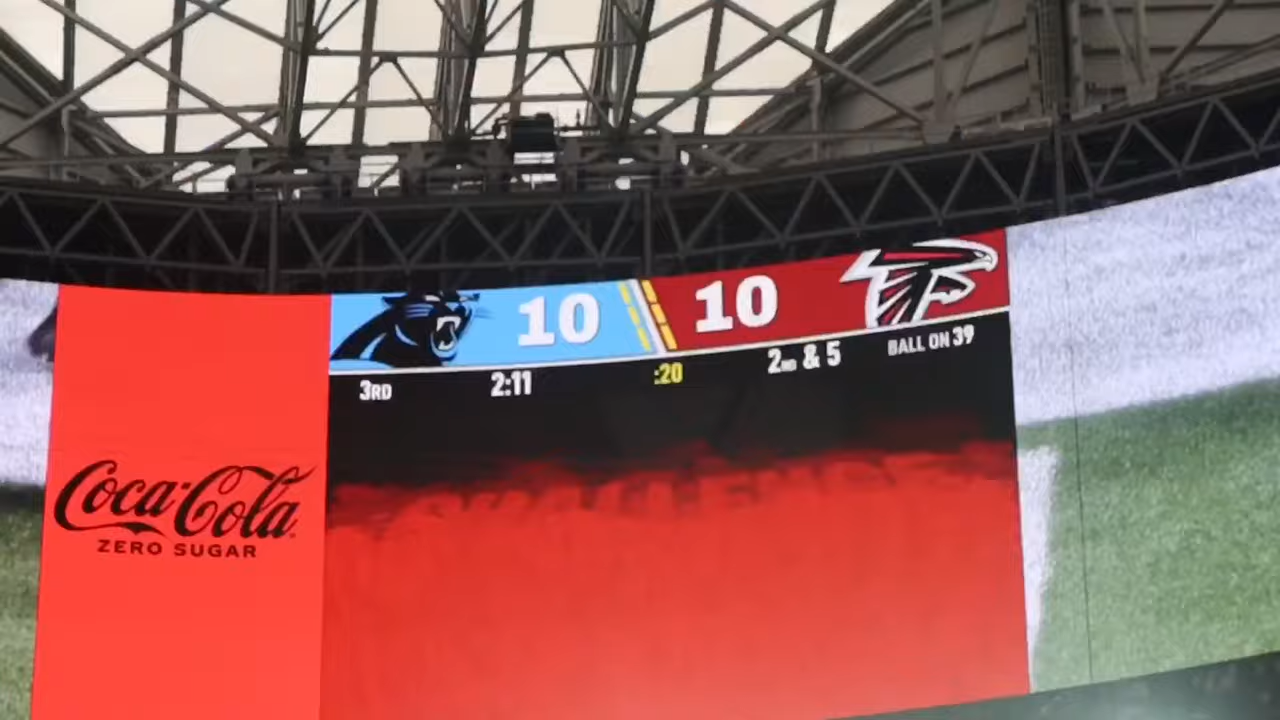 10
10
3RD
2:11
:20
2ND & 5
BALL ON 39
Coca-Cola
ZERO SUGAR